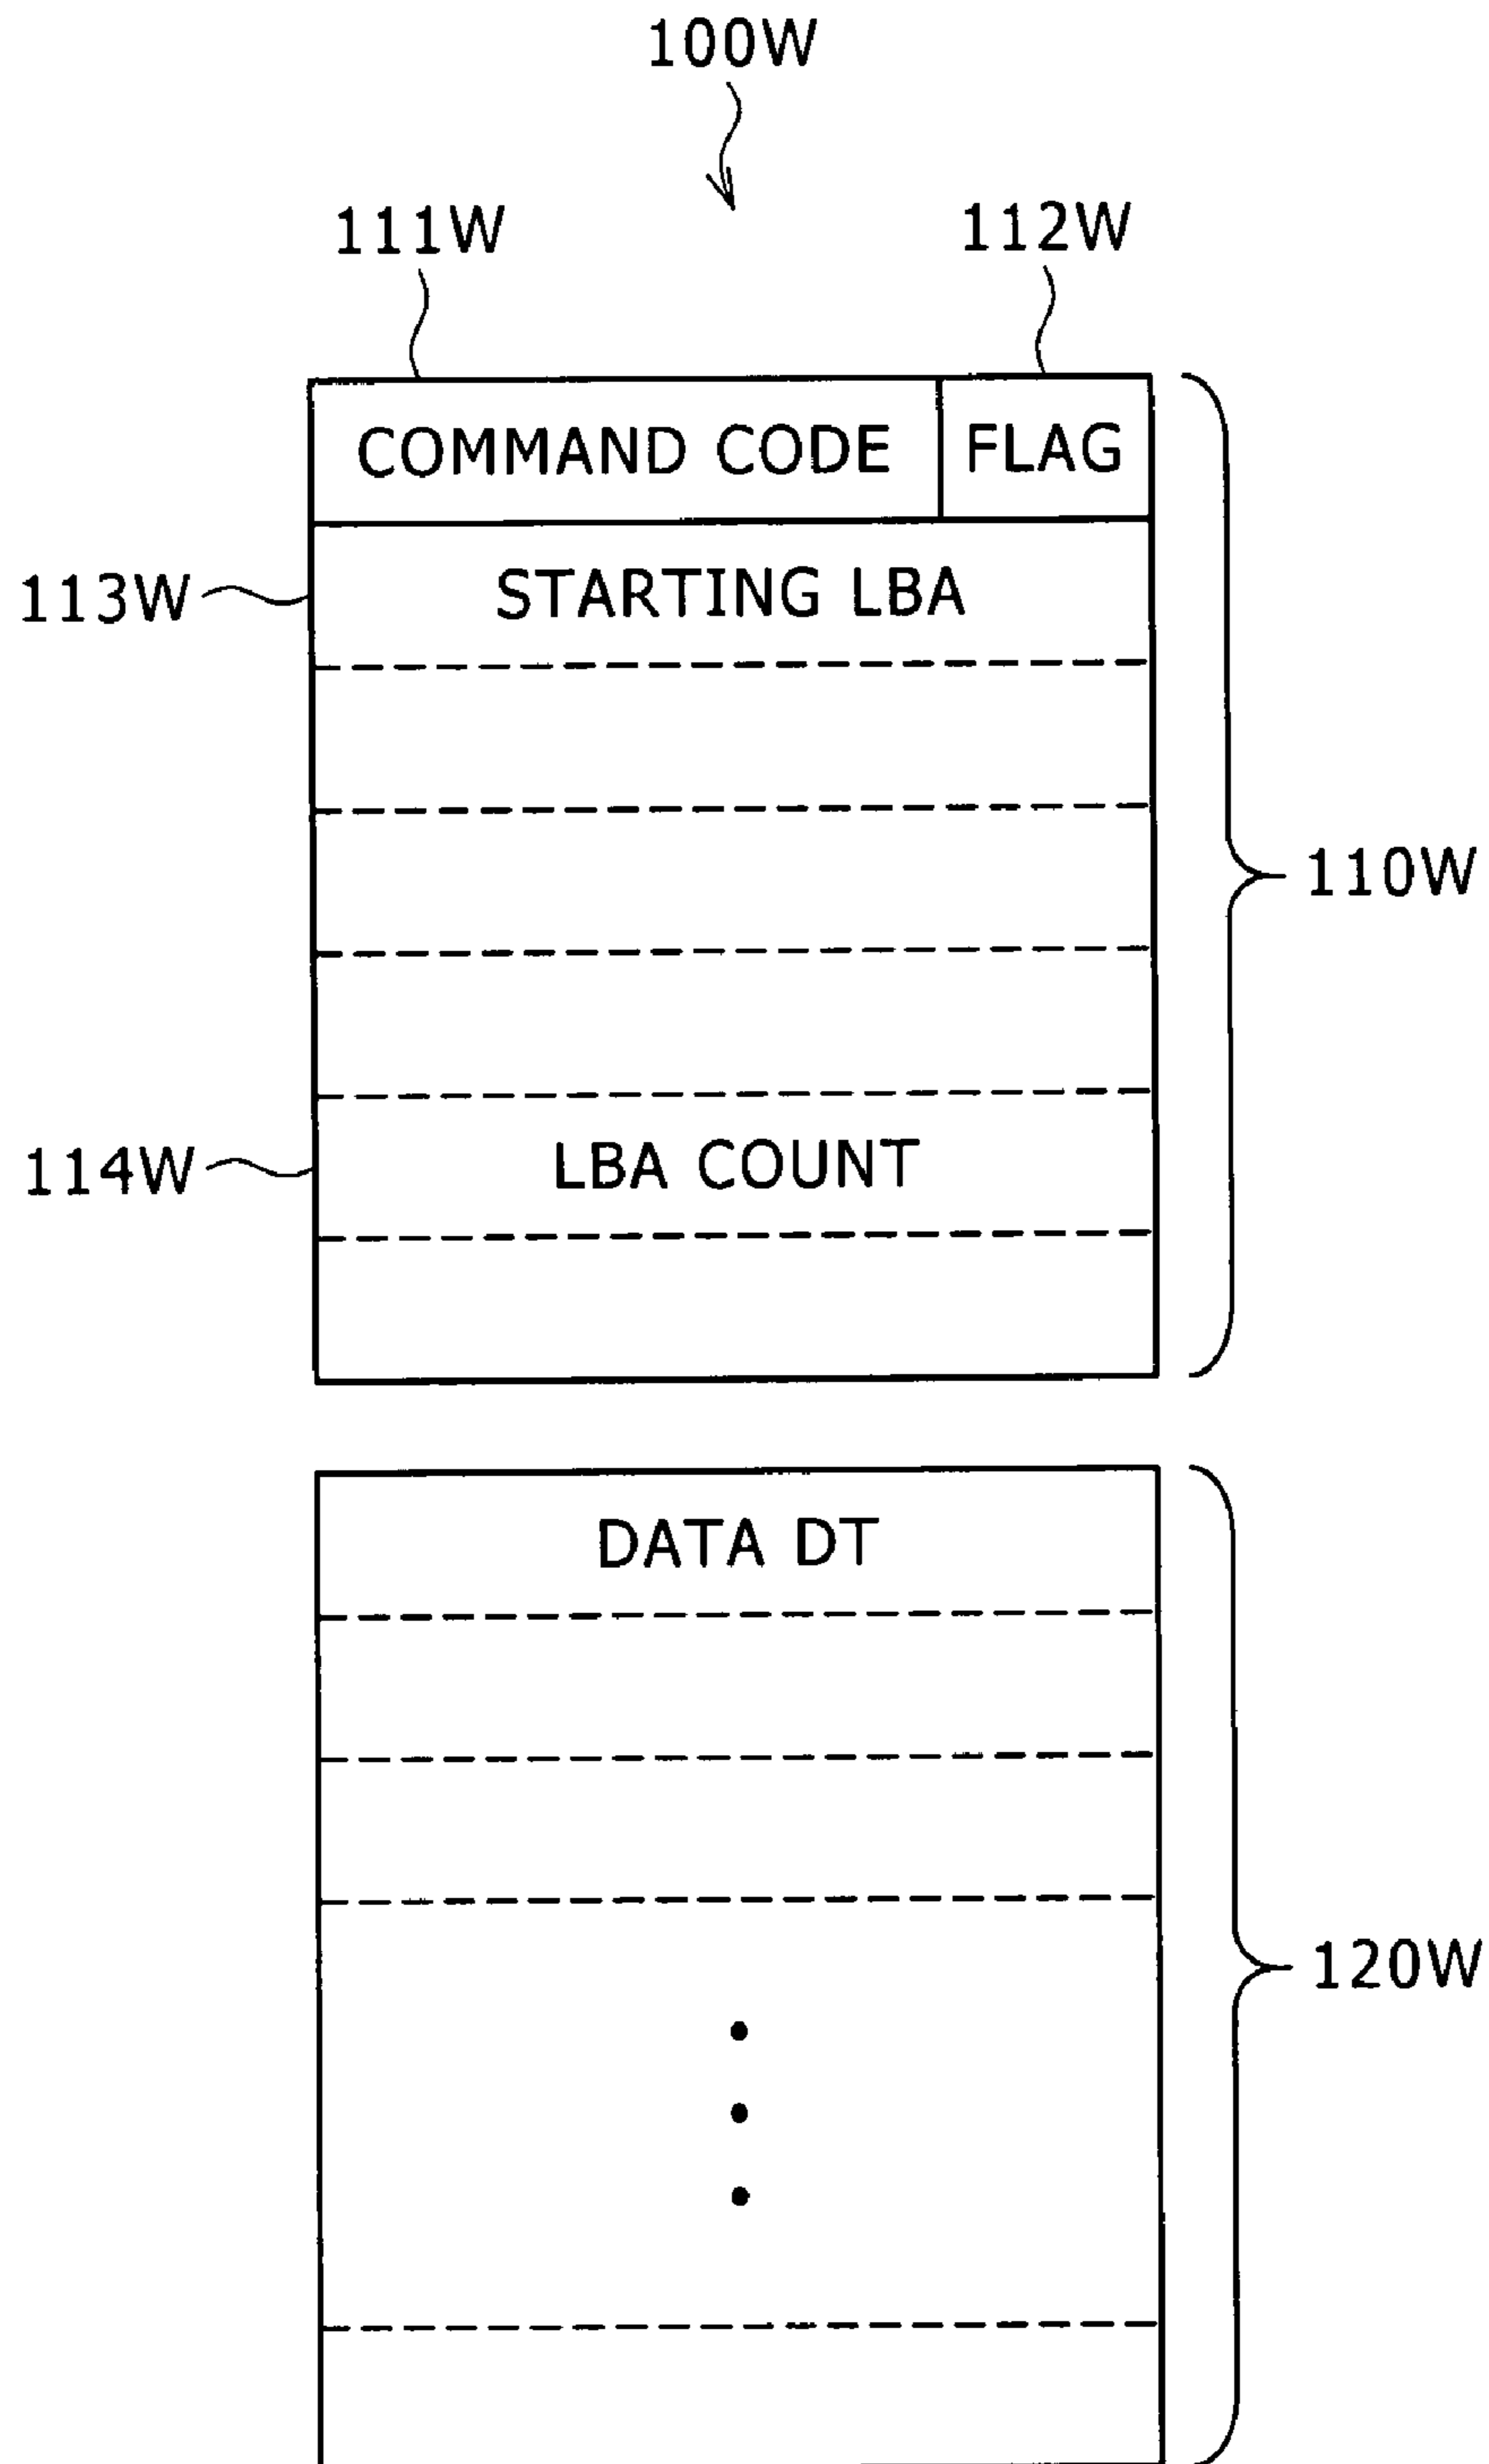 100W
111W 112W
COMMAND CODE FLAG
113W STARTING LBA
110W
114W LBA COUNT
DATA DT
120W